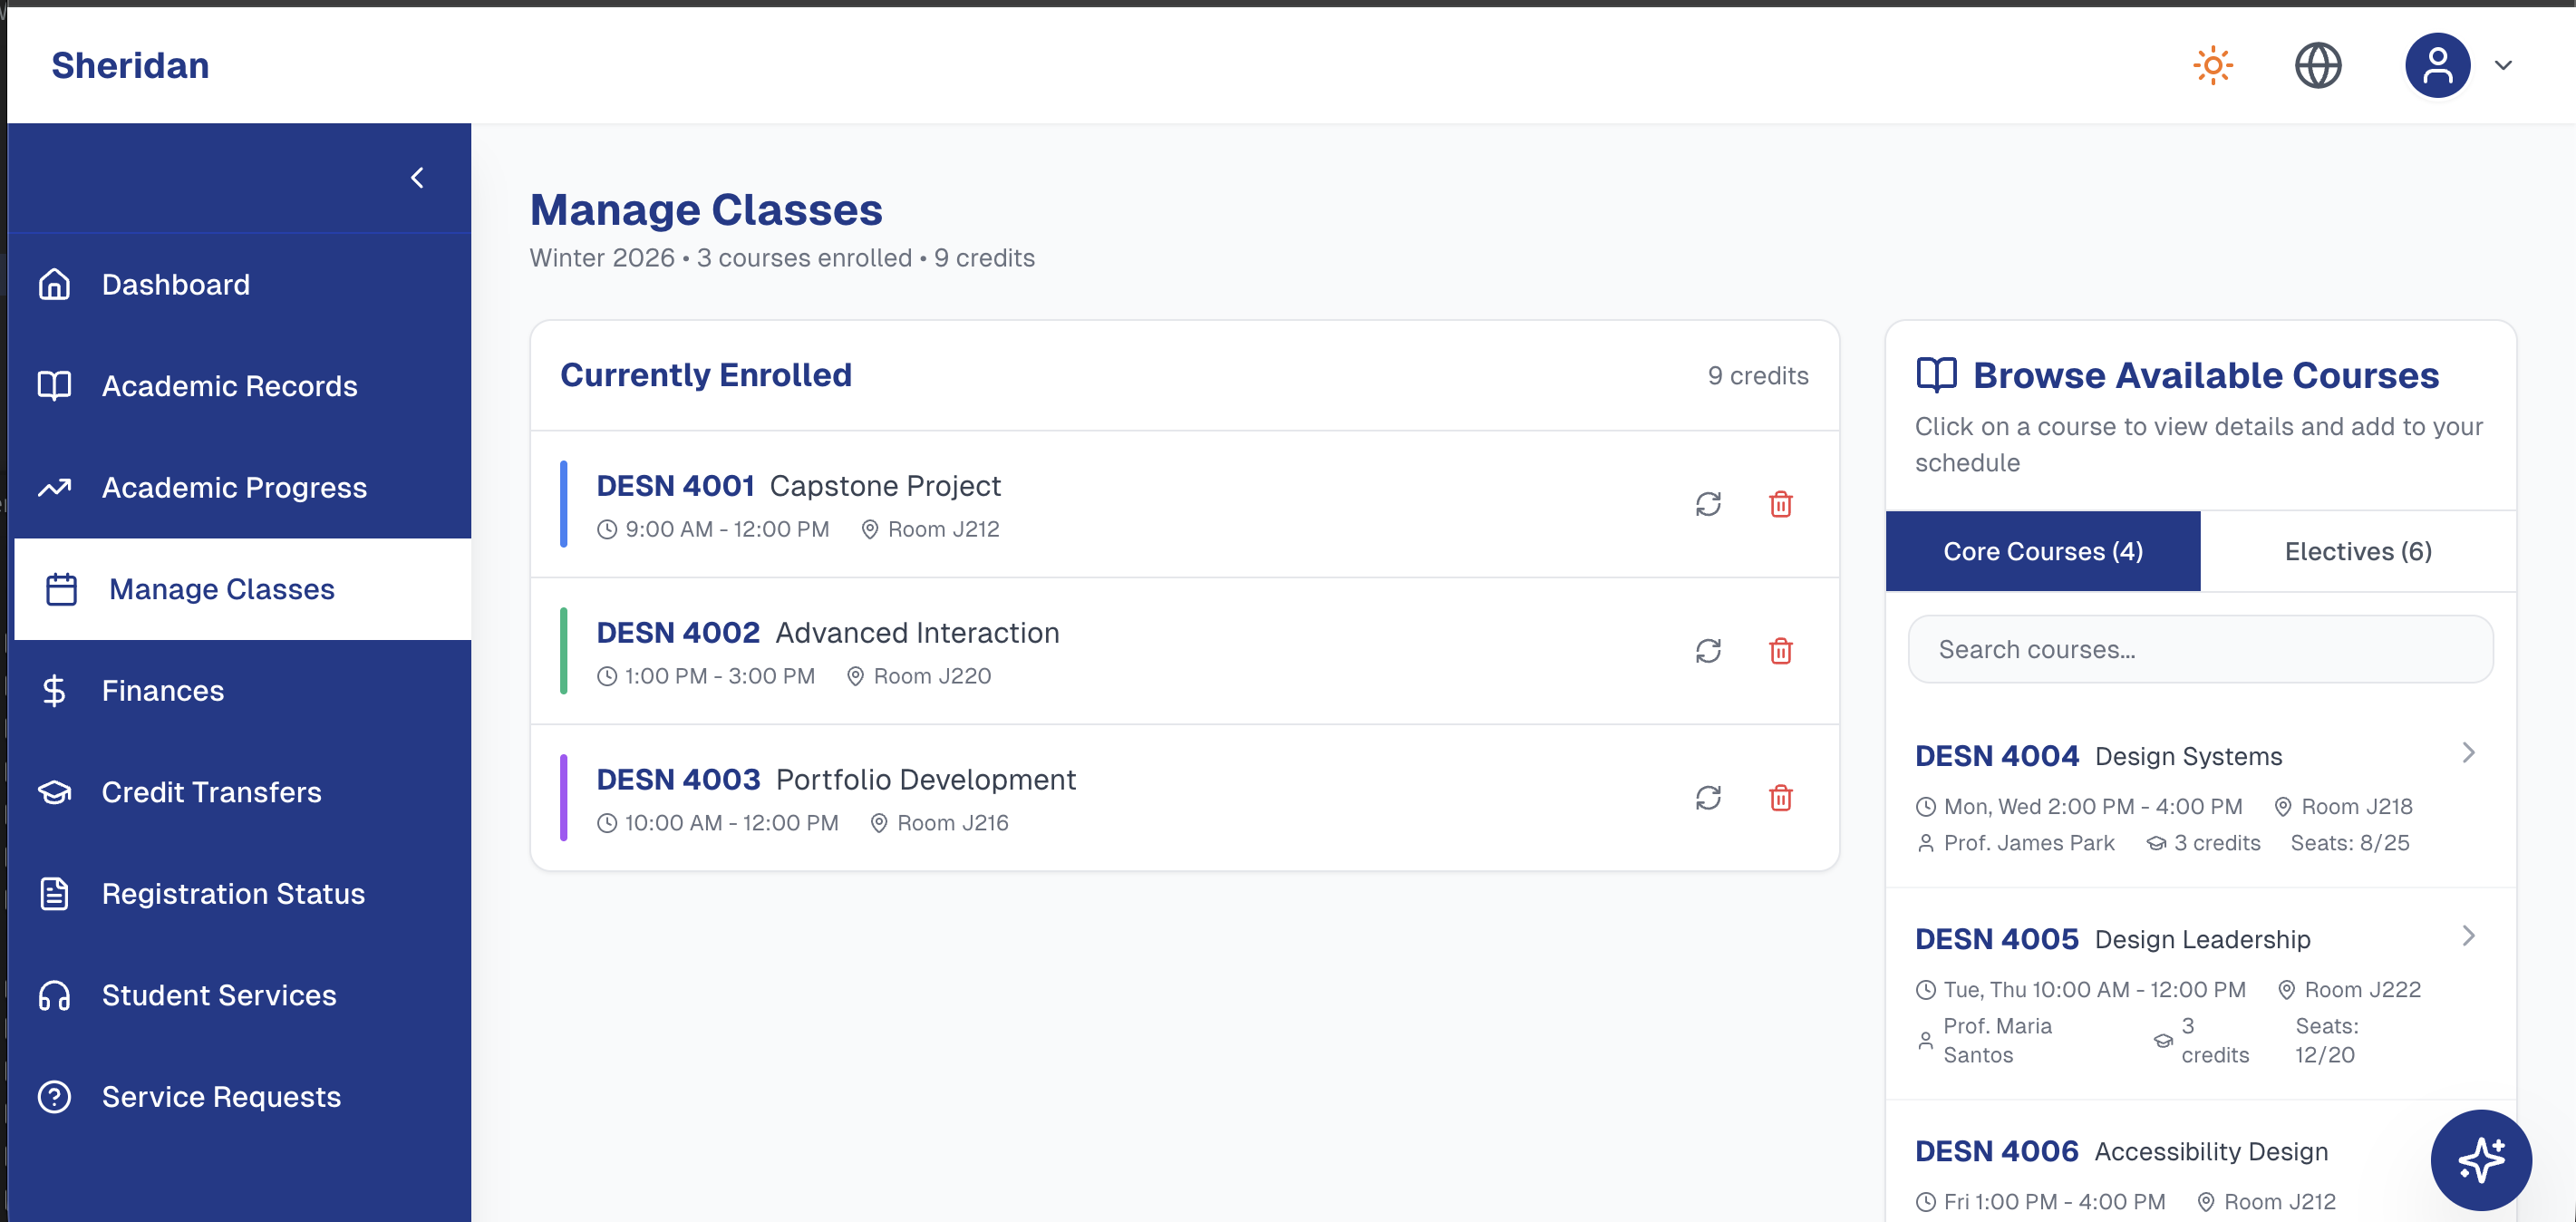 Sheridan
Dashboard
Academic Records
Academic Progress
Manage Classes
Finances
Credit Transfers
Registration Status
Student Services
Service Requests
Manage Classes
Winter 2026 • 3 courses enrolled • 9 credits
Currently Enrolled
9 credits
DESN 4001 Capstone Project
9:00 AM - 12:00 PM Room J212
DESN 4002 Advanced Interaction
1:00 PM - 3:00 PM Room J220
DESN 4003 Portfolio Development
10:00 AM - 12:00 PM Room J216
Browse Available Courses
Click on a course to view details and add to your
schedule
Core Courses (4)
Electives (6)
Search courses...
DESN 4004 Design Systems
Mon, Wed 2:00 PM - 4:00 PM Room J218
Prof. James Park 3 credits Seats: 8/25
DESN 4005 Design Leadership
Tue, Thu 10:00 AM - 12:00 PM Room J222
Prof. Maria
Santos
3
credits
Seats:
12/20
DESN 4006 Accessibility Design
Fri 1:00 PM - 4:00 PM Room J212